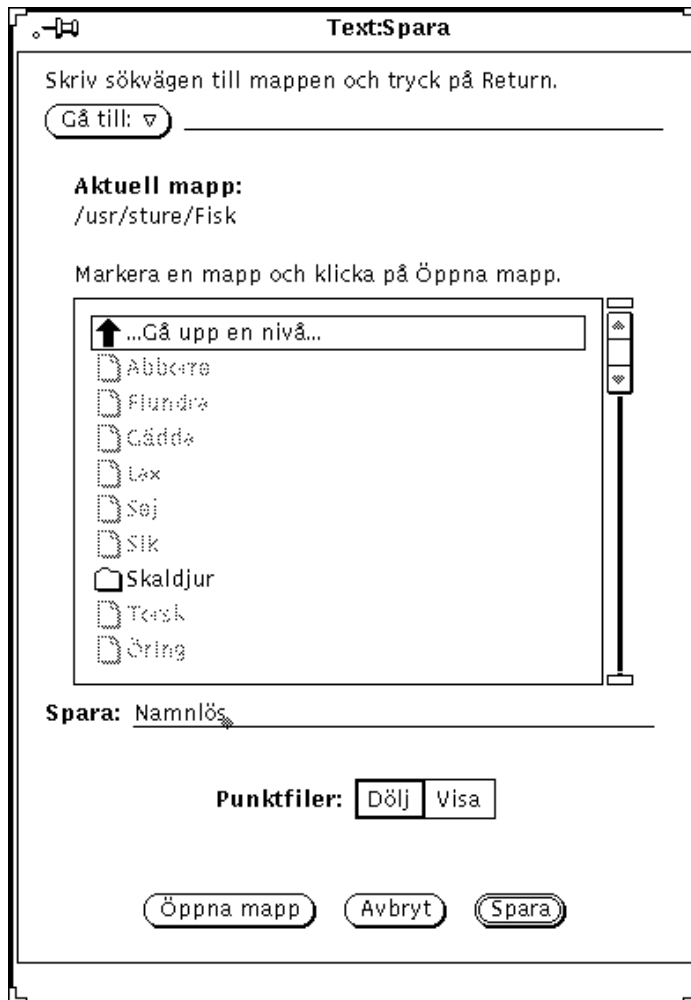 Text:Spara
Skriv sökvägen till mappen och tryck på Return.
Gå till:
Aktuell mapp:
/usr/sture/Fisk
Markera en mapp och klicka på Öppna mapp.
...Gå upp en nivå...
Abborre
Flundra
Gädda
Lax
Sej
Sik
Skaldjur
Torsk
Öring
Spara: Namnlös
Punktfiler: Dölj Visa
Öppna mapp Avbryt Spara